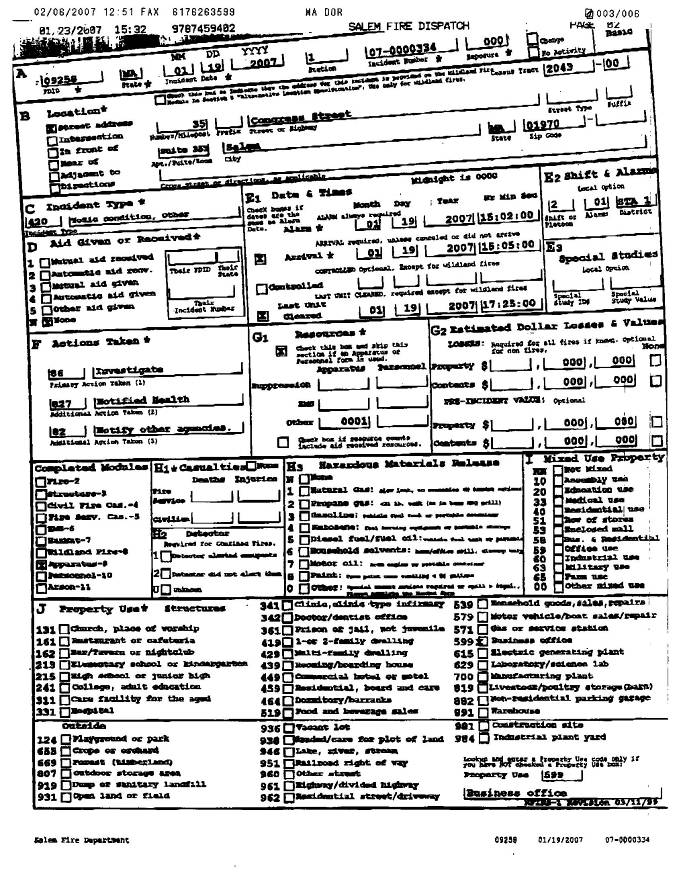 02/06/2007 12:51 FAX 6176263599 MA DOR 003/006
01/23/2007 15:32 9787459402 SALEM FIRE DISPATCH PAGE 02
Basic
MM DD YYYY
A 09258 MA 01 19 2007 1 07-0000334 000 Change
No Activity
FDID * State * Incident Date * Station Incident Number * Exposure *
Census Tract 2043 - 00
B Location*
Street address 35 Congress Street
Intersection Number/Milepost Prefix Street or Highway Street Type Suffix
In front of Suite 353 Salem MA 01970 -
Rear of Apt./Suite/Room City State Zip Code
Adjacent to
Directions Cross street or directions, as applicable
C Incident Type *
420
Incident Type
E1 Date & Times Midnight is 0000
Check boxes if dates are the same as Alarm Date.
Month Day Year Hr Min Sec
ALARM always required
Alarm * 01 19 2007 15:02:00
ARRIVAL required, unless canceled or did not arrive
Arrival * 01 19 2007 15:05:00
CONTROLLED Optional, Except for wildland fires
Controlled
LAST UNIT CLEARED, required except for wildland fires
Last Unit
Cleared 01 19 2007 17:25:00
E2 Shift & Alarms
Local Option
2 01 STA 1
Shift or Platoon Alarms District
E3
Special Studies
Local Option
Special Study ID# Special Study Value
D Aid Given or Received*
1 Mutual aid received
2 Automatic aid recv.
3 Mutual aid given
4 Automatic aid given
5 Other aid given
N None
Their FDID Their State
Their Incident Number
F Actions Taken *
86 Investigate
Primary Action Taken (1)
827 Notified Health
Additional Action Taken (2)
82 Notify other agencies.
Additional Action Taken (3)
G1 Resources *
Check this box and skip this section if an Apparatus or Personnel form is used.
Apparatus Personnel
Suppression
EMS
Other 0001
Check box if resource counts include aid received resources.
G2 Estimated Dollar Losses & Values
LOSSES: Required for all fires if known. Optional for non fires. None
Property $ , 000 , 000
Contents $ , 000 , 000
PRE-INCIDENT VALUE: Optional
Property $ , 000 , 000
Contents $ , 000 , 000
Completed Modules
Fire-2
Structure-3
Civil Fire Cas.-4
Fire Serv. Cas.-5
EMS-6
HazMat-7
Wildland Fire-8
Apparatus-9
Personnel-10
Arson-11
H1* Casualties None
Deaths Injuries
Fire Service
Civilian
H2 Detector
Required for Confined Fires.
1 Detector alerted occupants
2 Detector did not alert them
U Unknown
H3 Hazardous Materials Release
N None
1 Natural Gas:
2 Propane gas:
3 Gasoline:
4 Kerosene:
5 Diesel fuel/fuel oil:
6 Household solvents:
7 Motor oil:
8 Paint:
0 Other:
I Mixed Use Property
NN Not Mixed
10 Assembly use
20 Education use
33 Medical use
40 Residential use
51 Row of stores
53 Enclosed mall
58 Bus. & Residential
59 Office use
60 Industrial use
63 Military use
65 Farm use
00 Other mixed use
J Property Use* Structures
131 Church, place of worship
161 Restaurant or cafeteria
162 Bar/Tavern or nightclub
213 Elementary school or kindergarten
215 High school or junior high
241 College, adult education
311 Care facility for the aged
331 Hospital
341 Clinic, clinic type infirmary
342 Doctor/dentist office
361 Prison or jail, not juvenile
419 1- or 2-family dwelling
429 Multi-family dwelling
439 Rooming/boarding house
449 Commercial hotel or motel
459 Residential, board and care
464 Dormitory/barracks
519 Food and beverage sales
539 Household goods, sales, repairs
579 Motor vehicle/boat sales/repair
571 Gas or service station
599 Business office
615 Electric generating plant
629 Laboratory/science lab
700 Manufacturing plant
819 Livestock/poultry storage(barn)
882 Non-residential parking garage
891 Warehouse
Outside
124 Playground or park
655 Crops or orchard
669 Forest (timberland)
807 Outdoor storage area
919 Dump or sanitary landfill
931 Open land or field
936 Vacant lot
938 Graded/care for plot of land
946 Lake, river, stream
951 Railroad right of way
960 Other street
961 Highway/divided highway
962 Residential street/driveway
981 Construction site
984 Industrial plant yard
Lookup and enter a Property Use code only if you have NOT checked a Property Use box:
Property Use 599
Business office
NFIRS-1 Revision 03/11/99
Salem Fire Department 09258 01/19/2007 07-0000334